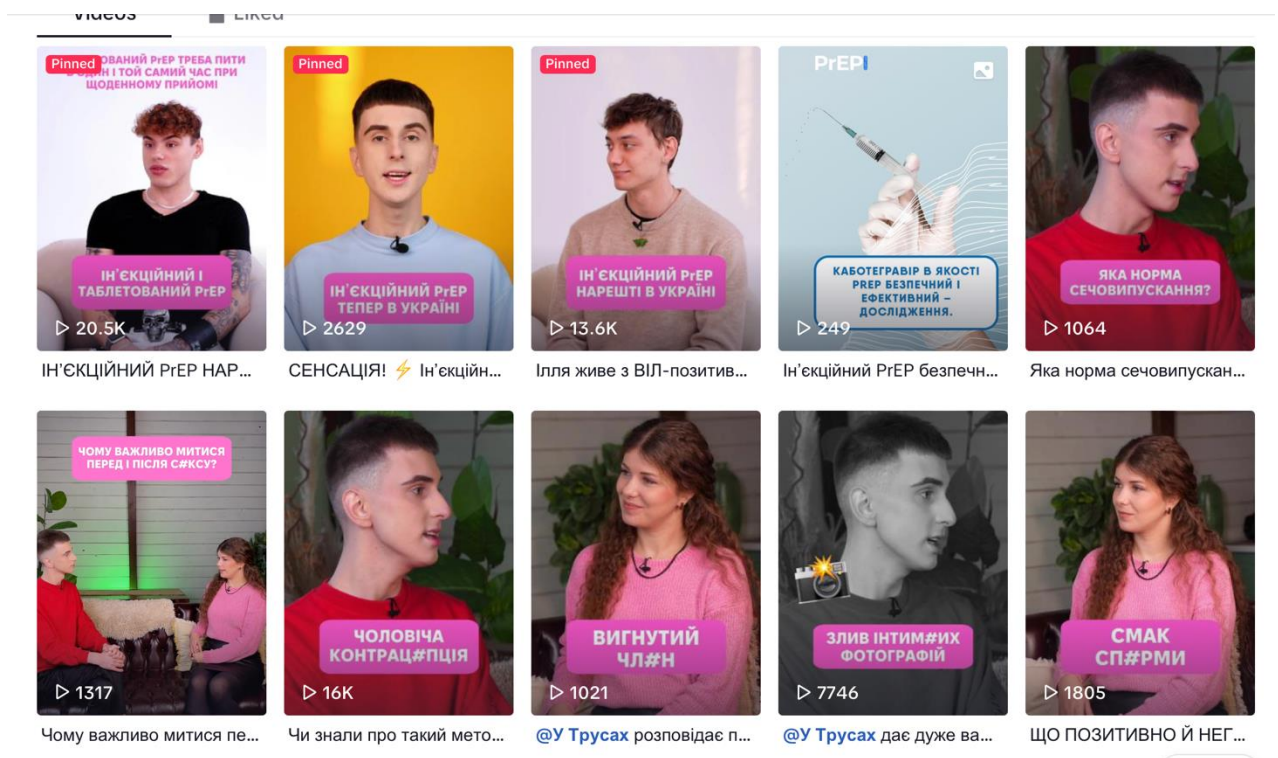 Videos
Liked
Pinned
ОВАНИЙ PrEP ТРЕБА ПИТИ
І ТОЙ САМИЙ ЧАС ПРИ
ЩОДЕННОМУ ПРИЙОМІ
ІН'ЄКЦІЙНИЙ І
ТАБЛЕТОВАНИЙ PrEP
20.5K
ІН'ЄКЦІЙНИЙ PrEP НАР...
Pinned
ІН'ЄКЦІЙНИЙ PrEP
ТЕПЕР В УКРАЇНІ
2629
СЕНСАЦІЯ! ⚡ Ін'єкційн...
Pinned
ІН'ЄКЦІЙНИЙ PrEP
НАРЕШТІ В УКРАЇНІ
13.6K
Ілля живе з ВІЛ-позитив...
PrEP
КАБОТЕГРАВІР В ЯКОСТІ
PREP БЕЗПЕЧНИЙ І
ЕФЕКТИВНИЙ –
ДОСЛІДЖЕННЯ.
249
Ін'єкційний PrEP безпечн...
ЯКА НОРМА
СЕЧОВИПУСКАННЯ?
1064
Яка норма сечовипускан...
ЧОМУ ВАЖЛИВО МИТИСЯ
ПЕРЕД І ПІСЛЯ С#КСУ?
1317
Чому важливо митися пе...
ЧОЛОВІЧА
КОНТРАЦ#ПЦІЯ
16K
Чи знали про такий мето...
ВИГНУТИЙ
ЧЛ#Н
1021
@У Трусах розповідає п...
ЗЛИВ ІНТИМ#ИХ
ФОТОГРАФІЙ
7746
@У Трусах дає дуже ва...
СМАК
СП#РМИ
1805
ЩО ПОЗИТИВНО Й НЕГ...